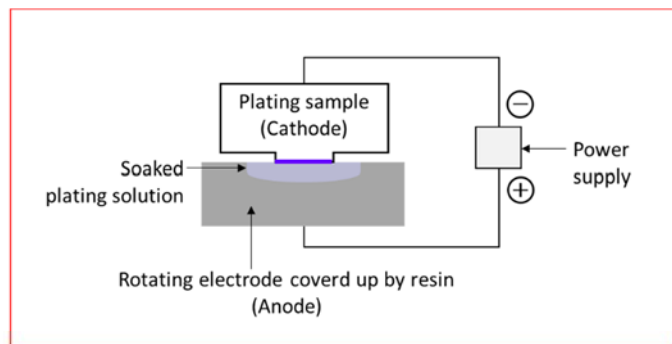 Plating sample
(Cathode)
Soaked
plating solution
−
Power
supply
+
Rotating electrode coverd up by resin
(Anode)